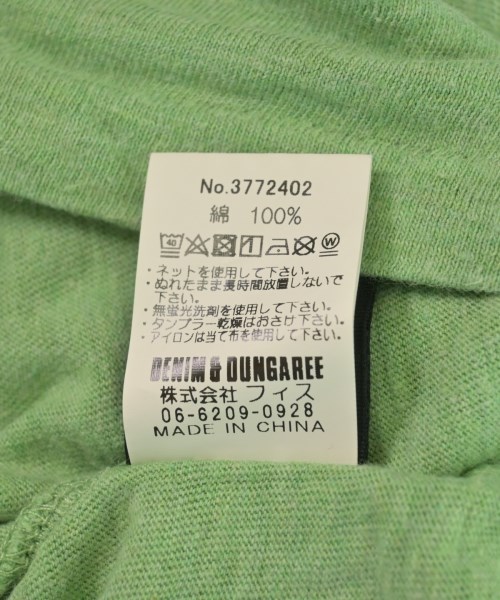 No.3772402
綿 100%
40 W
・ネットを使用して下さい。
・ぬれたまま長時間放置しないで
下さい。
・無蛍光洗剤を使用して下さい。
・タンブラー乾燥はおさけ下さい。
・アイロンは当て布を使用して下さい。
DENIM & DUNGAREE
株式会社 フィス
06-6209-0928
MADE IN CHINA